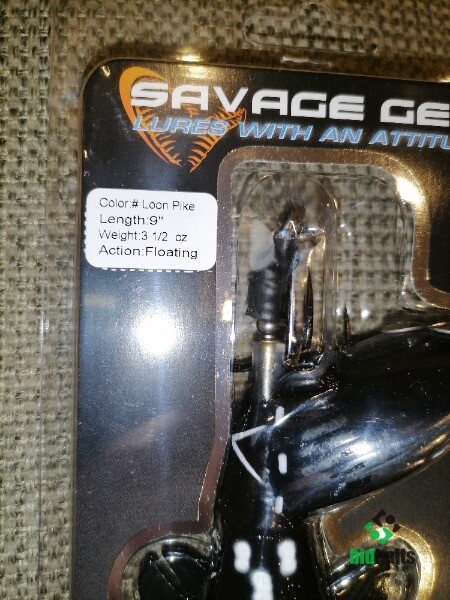 SAVAGE GE
LURES WITH AN ATTITU
Color:# Loon Pike
Length:9"
Weight:3 1/2 oz
Action:Floating